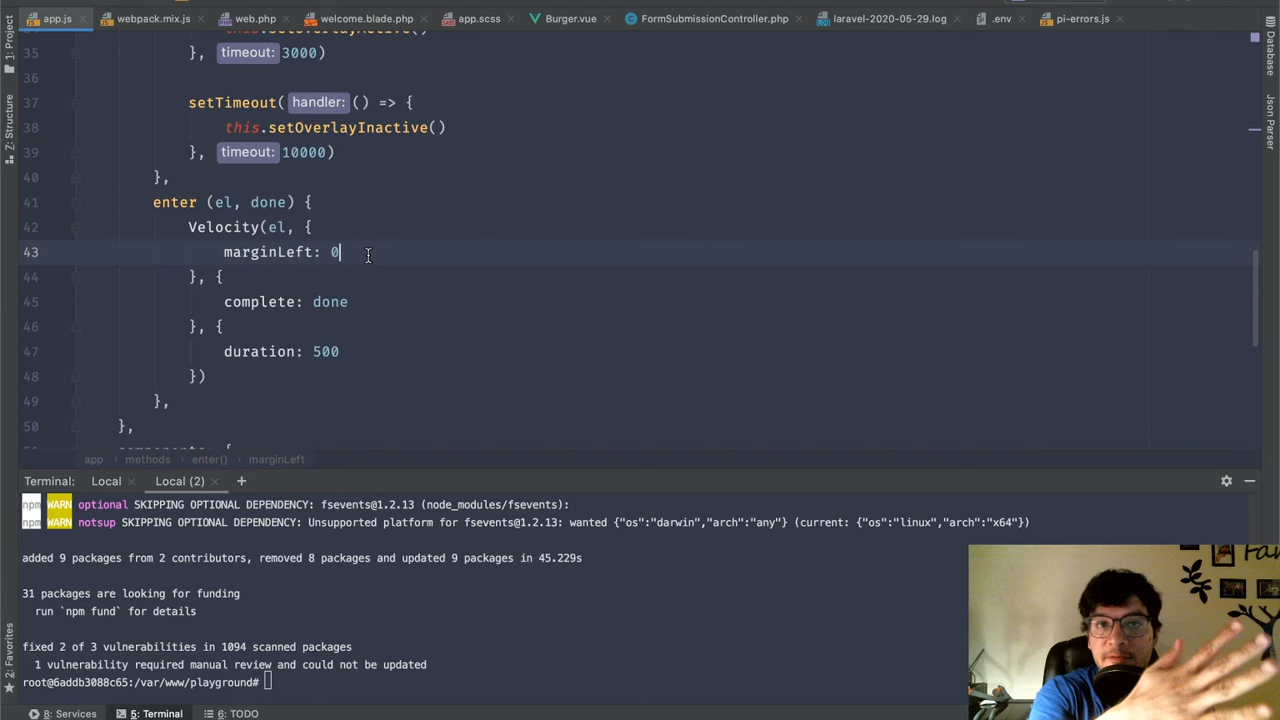 app.js
webpack.mix.js
web.php
welcome.blade.php
app.scss
Burger.vue
FormSubmissionController.php
laravel-2020-05-29.log
.env
pi-errors.js
1: Project
Z: Structure
2: Favorites
Database
Json Parser
35 }, timeout: 3000)
36
37 setTimeout( handler: () => {
38 this.setOverlayInactive()
39 }, timeout: 10000)
40 },
41 enter (el, done) {
42 Velocity(el, {
43 marginLeft: 0
44 }, {
45 complete: done
46 }, {
47 duration: 500
48 })
49 },
50 },
app methods enter() marginLeft
Terminal: Local Local (2) +
npm WARN optional SKIPPING OPTIONAL DEPENDENCY: fsevents@1.2.13 (node_modules/fsevents):
npm WARN notsup SKIPPING OPTIONAL DEPENDENCY: Unsupported platform for fsevents@1.2.13: wanted {"os":"darwin","arch":"any"} (current: {"os":"linux","arch":"x64"})
added 9 packages from 2 contributors, removed 8 packages and updated 9 packages in 45.229s
31 packages are looking for funding
run `npm fund` for details
fixed 2 of 3 vulnerabilities in 1094 scanned packages
1 vulnerability required manual review and could not be updated
root@6addb3088c65:/var/www/playground#
8: Services 5: Terminal 6: TODO